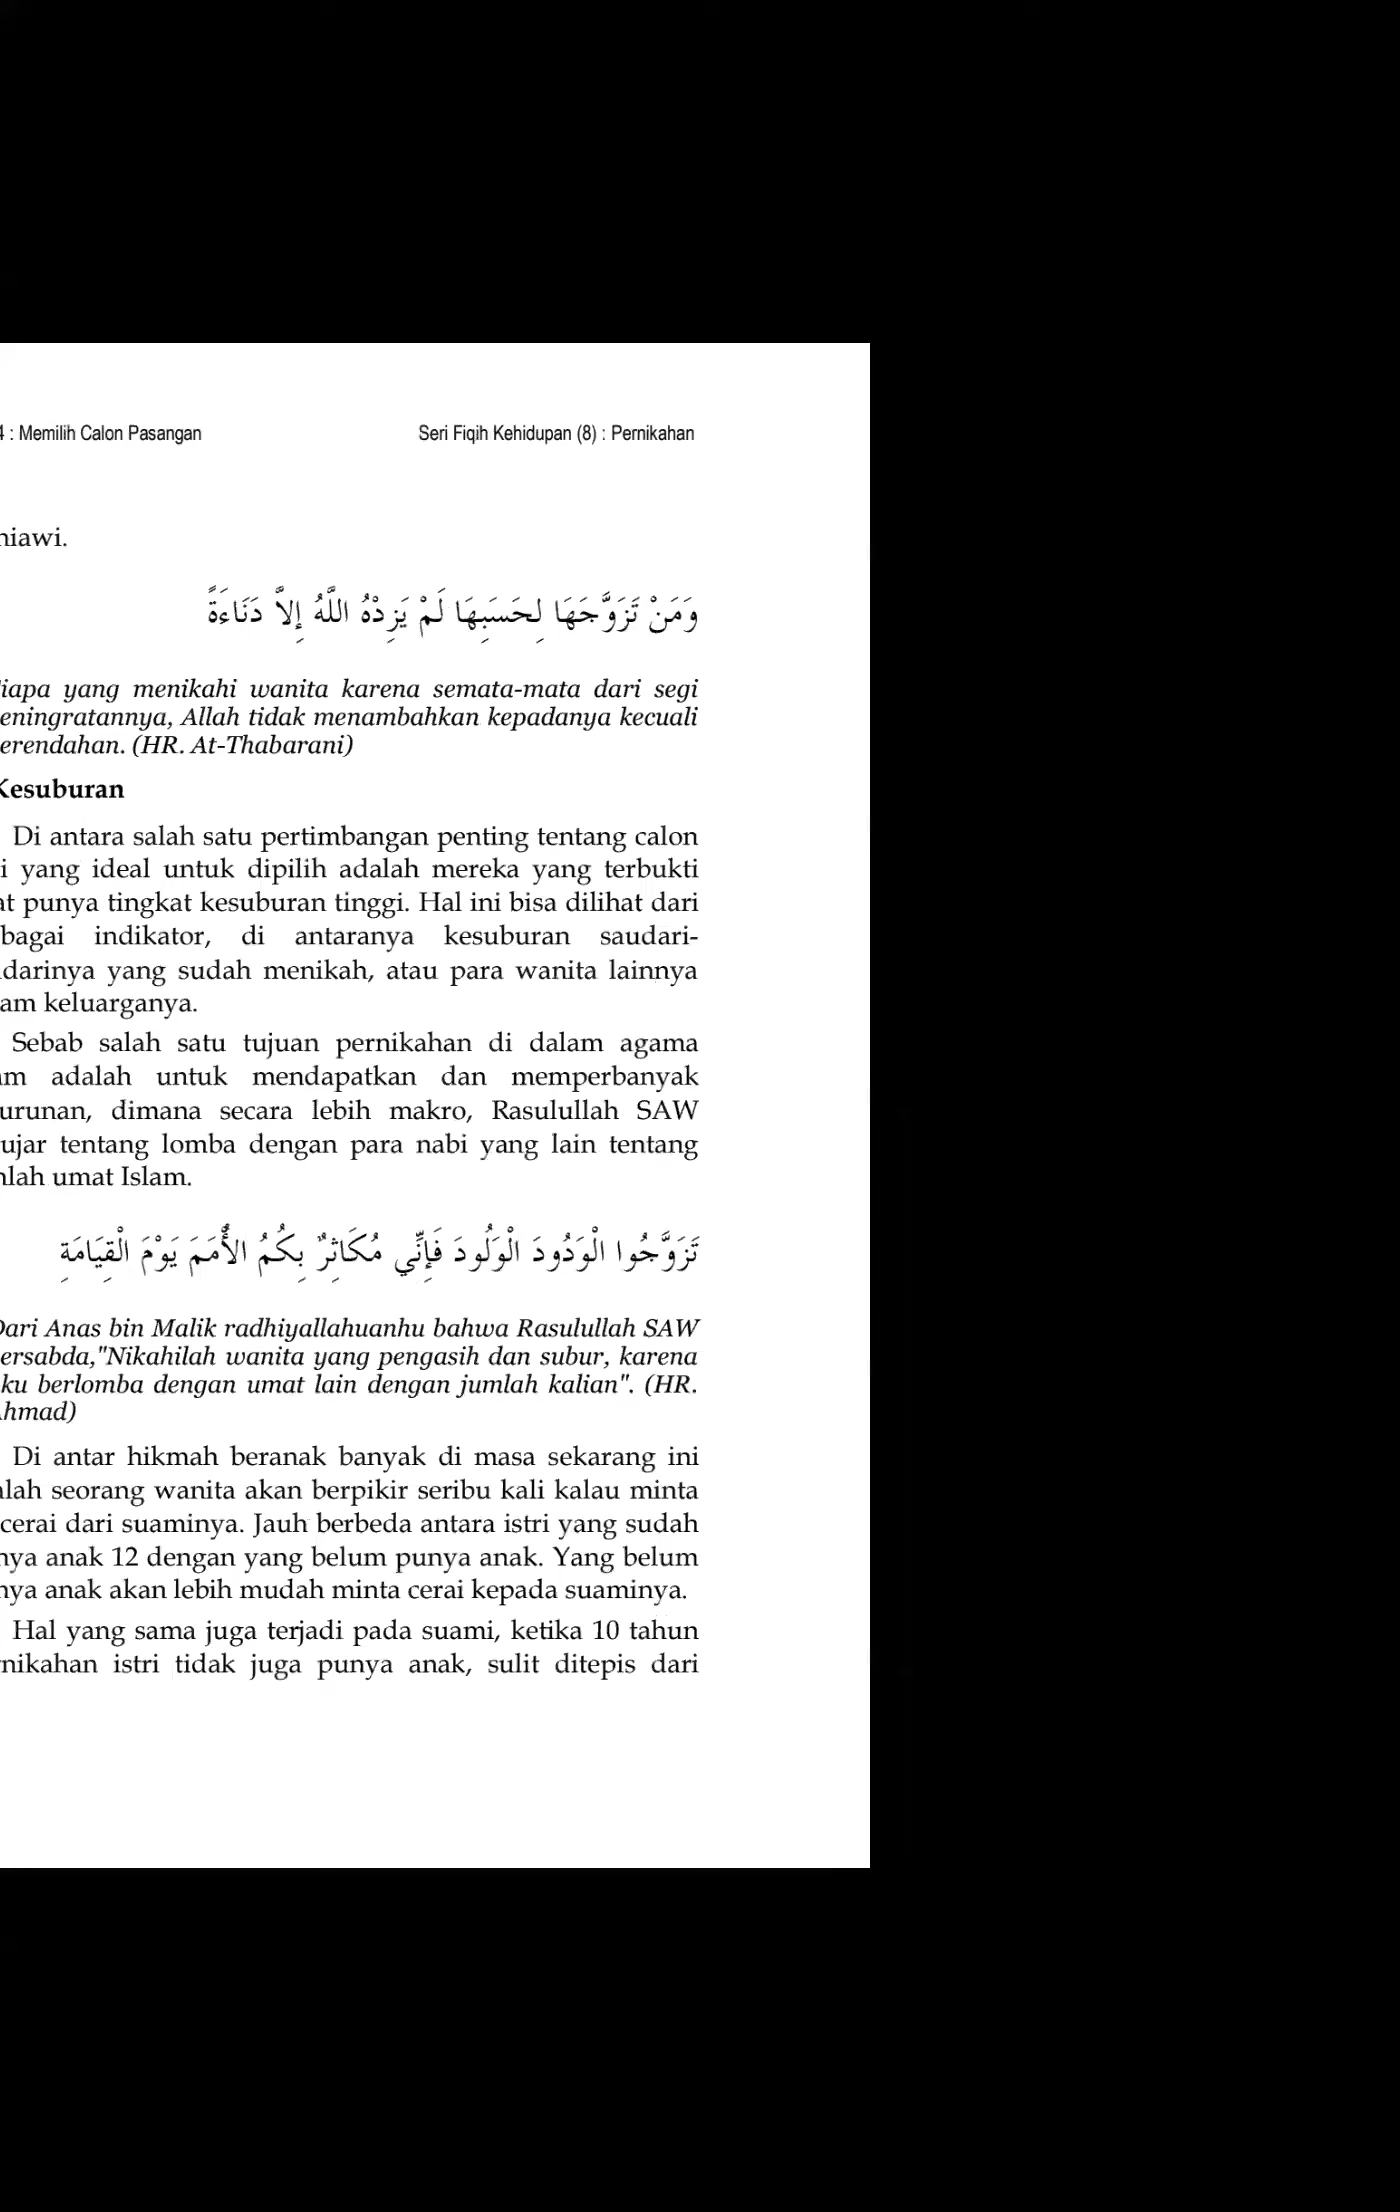 4 : Memilih Calon Pasangan Seri Fiqih Kehidupan (8) : Pernikahan
niawi.
وَمَنْ تَزَوَّجَهَا لِحَسَبِهَا لَمْ يَزِدْهُ اللَّهُ إِلاَّ دَنَاءَةً
iapa yang menikahi wanita karena semata-mata dari segi
eningratannya, Allah tidak menambahkan kepadanya kecuali
erendahan. (HR. At-Thabarani)
Kesuburan
Di antara salah satu pertimbangan penting tentang calon
i yang ideal untuk dipilih adalah mereka yang terbukti
at punya tingkat kesuburan tinggi. Hal ini bisa dilihat dari
bagai indikator, di antaranya kesuburan saudari-
darinya yang sudah menikah, atau para wanita lainnya
am keluarganya.
Sebab salah satu tujuan pernikahan di dalam agama
am adalah untuk mendapatkan dan memperbanyak
urunan, dimana secara lebih makro, Rasulullah SAW
ujar tentang lomba dengan para nabi yang lain tentang
nlah umat Islam.
تَزَوَّجُوا الْوَدُودَ الْوَلُودَ فَإِنِّي مُكَاثِرٌ بِكُمُ الأُمَمَ يَوْمَ الْقِيَامَةِ
Dari Anas bin Malik radhiyallahuanhu bahwa Rasulullah SAW
ersabda,"Nikahilah wanita yang pengasih dan subur, karena
ku berlomba dengan umat lain dengan jumlah kalian". (HR.
Ahmad)
Di antar hikmah beranak banyak di masa sekarang ini
alah seorang wanita akan berpikir seribu kali kalau minta
cerai dari suaminya. Jauh berbeda antara istri yang sudah
nya anak 12 dengan yang belum punya anak. Yang belum
nya anak akan lebih mudah minta cerai kepada suaminya.
Hal yang sama juga terjadi pada suami, ketika 10 tahun
rnikahan istri tidak juga punya anak, sulit ditepis dari